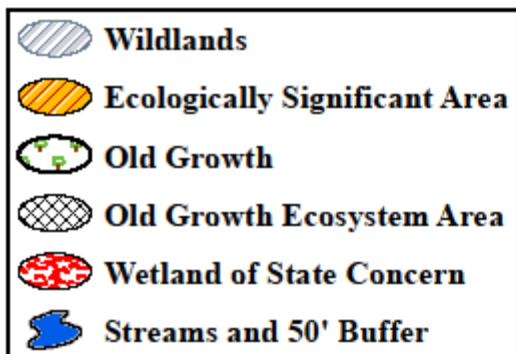 Wildlands
Ecologically Significant Area
Old Growth
Old Growth Ecosystem Area
Wetland of State Concern
Streams and 50' Buffer